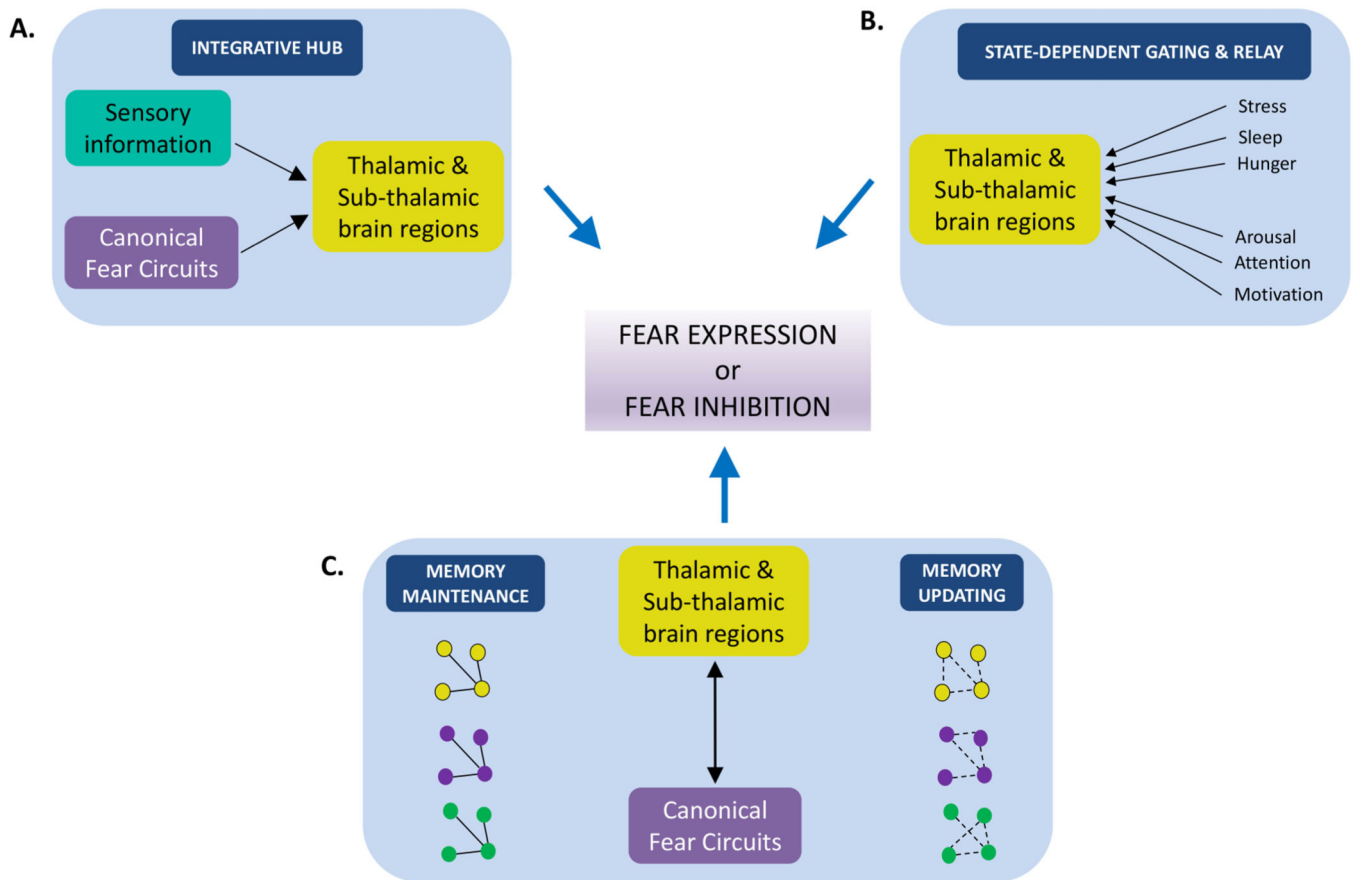 A.
INTEGRATIVE HUB
Sensory
information
Canonical
Fear Circuits
Thalamic &
Sub-thalamic
brain regions
B.
STATE-DEPENDENT GATING & RELAY
Thalamic &
Sub-thalamic
brain regions
Stress
Sleep
Hunger
Arousal
Attention
Motivation
FEAR EXPRESSION
or
FEAR INHIBITION
C.
MEMORY
MAINTENANCE
Thalamic &
Sub-thalamic
brain regions
Canonical
Fear Circuits
MEMORY
UPDATING